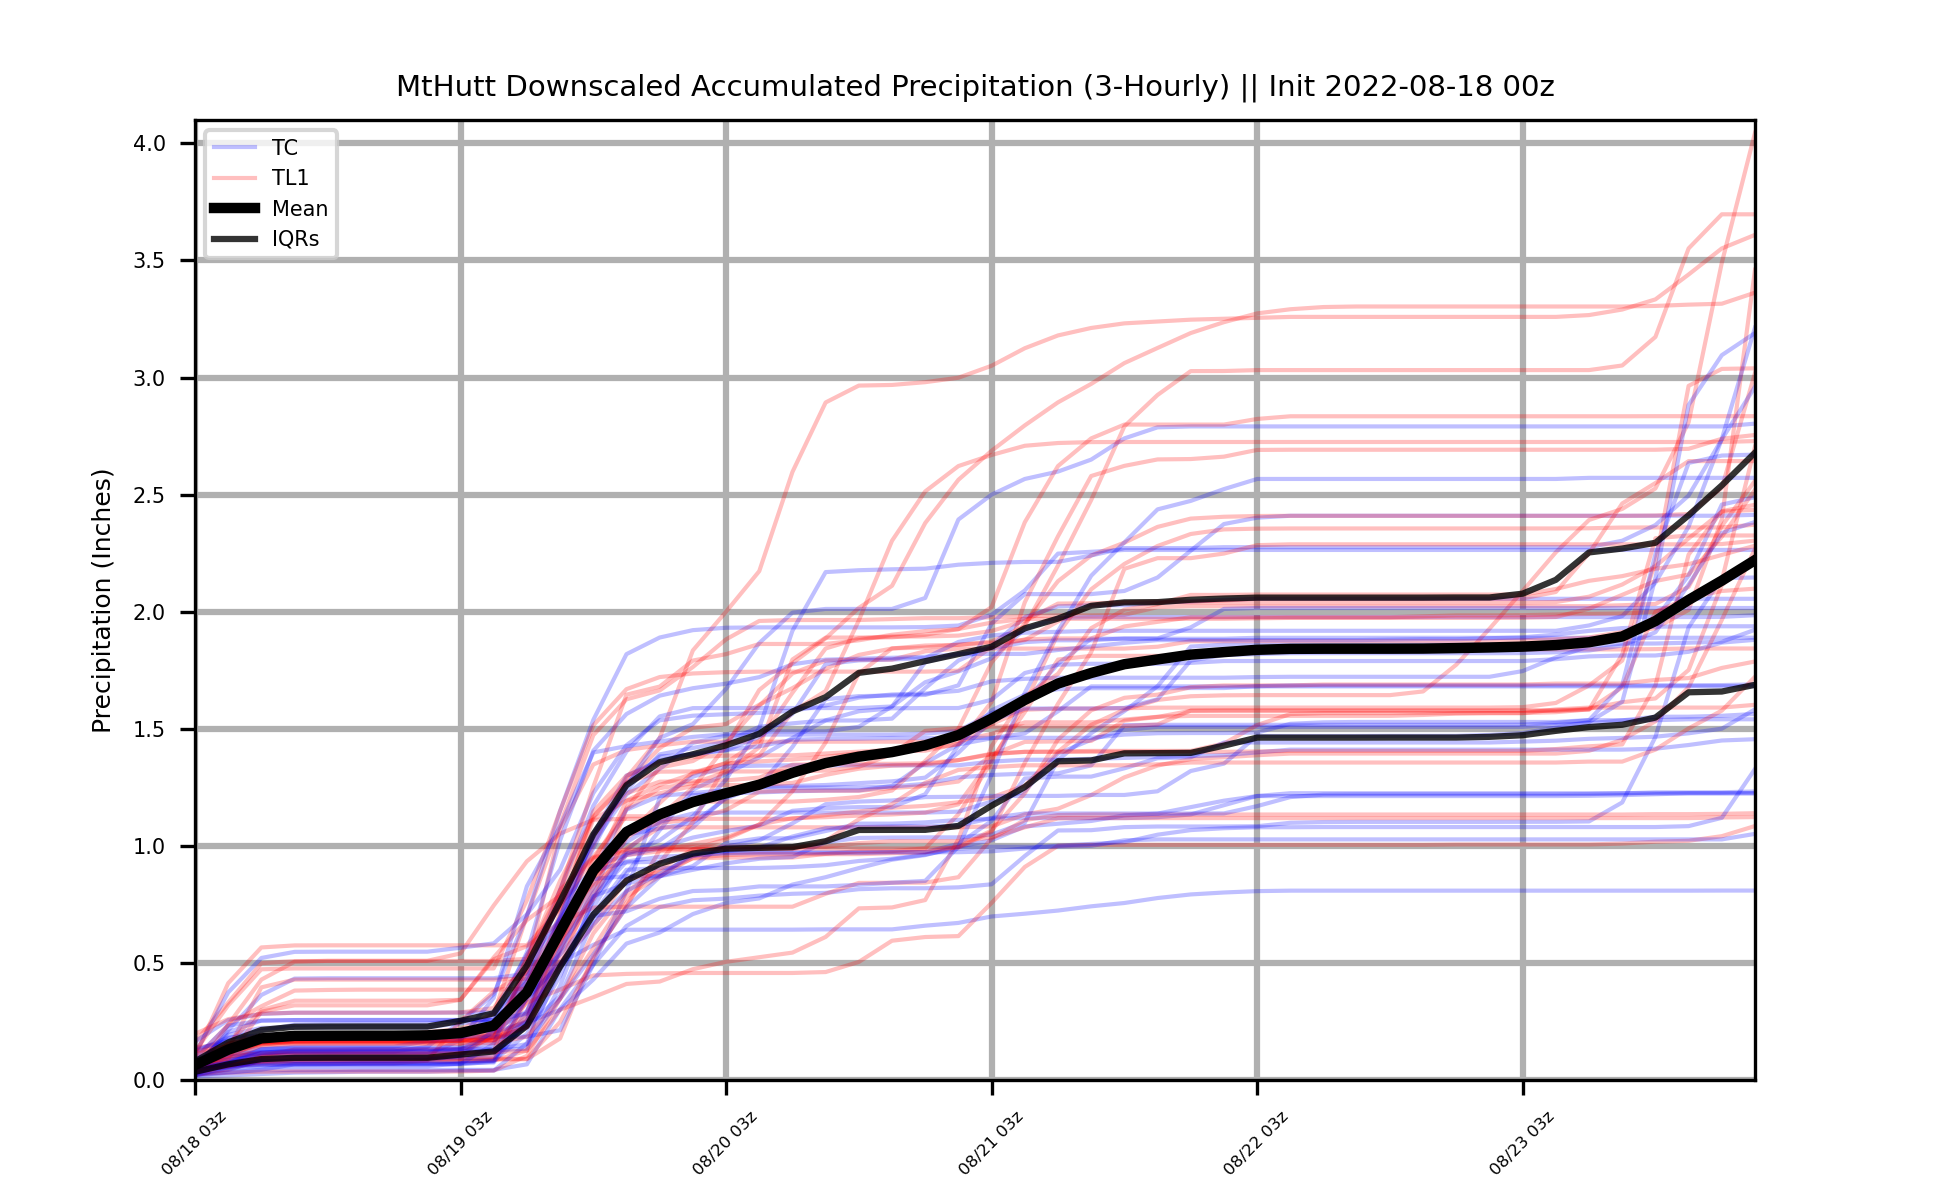 MtHutt Downscaled Accumulated Precipitation (3-Hourly) || Init 2022-08-18 00z
TC
TL1
Mean
IQRs
Precipitation (Inches)
4.0
3.5
3.0
2.5
2.0
1.5
1.0
0.5
0.0
08/18 03z
08/19 03z
08/20 03z
08/21 03z
08/22 03z
08/23 03z